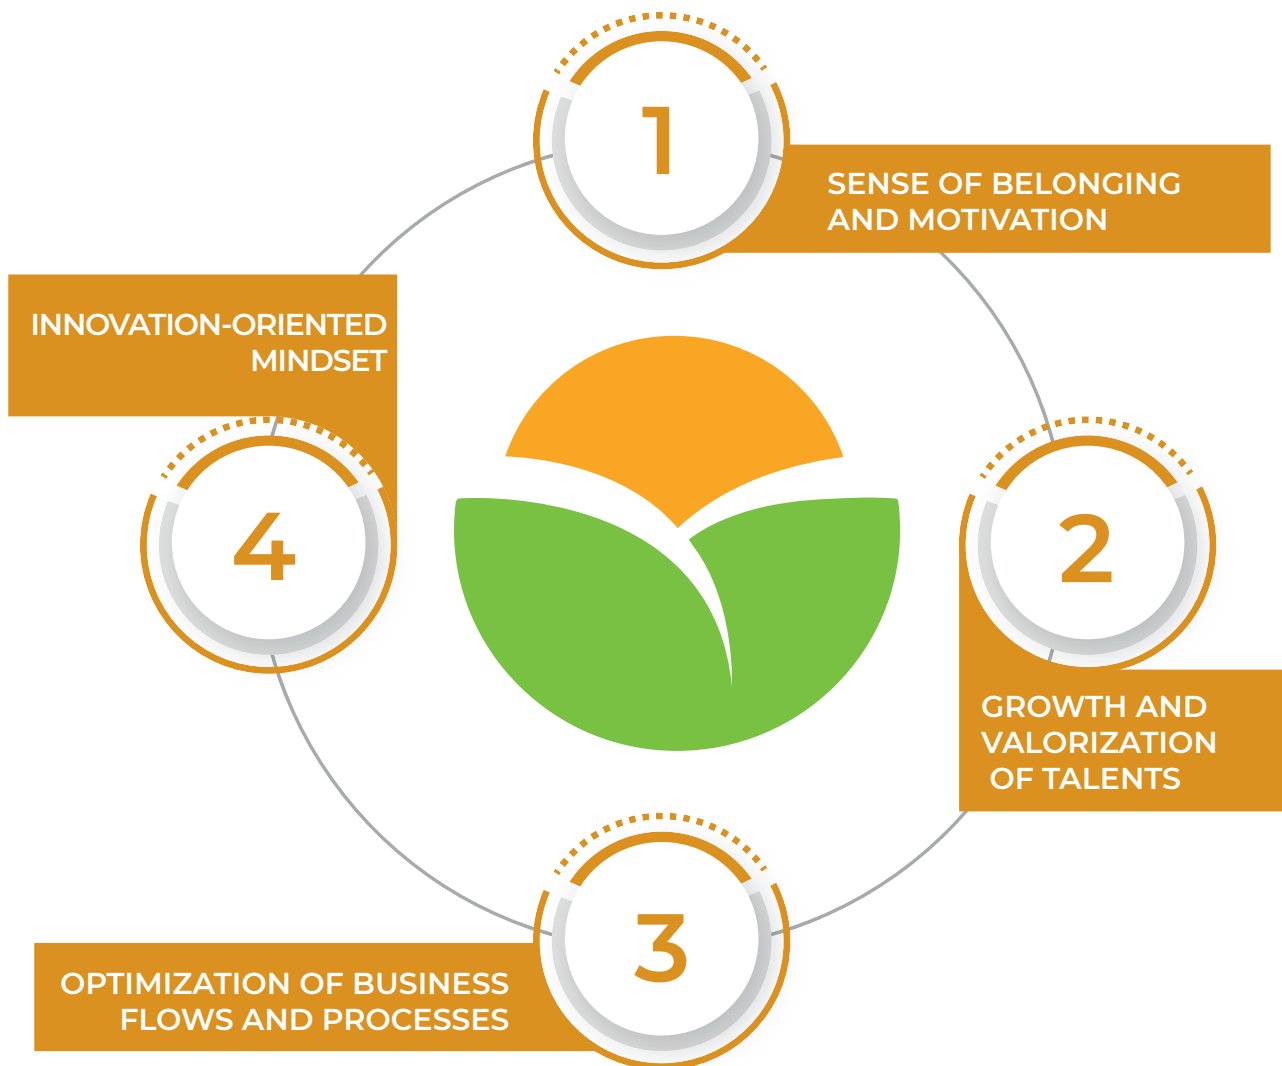 1
SENSE OF BELONGING
AND MOTIVATION
2
GROWTH AND
VALORIZATION
OF TALENTS
3
OPTIMIZATION OF BUSINESS
FLOWS AND PROCESSES
4
INNOVATION-ORIENTED
MINDSET